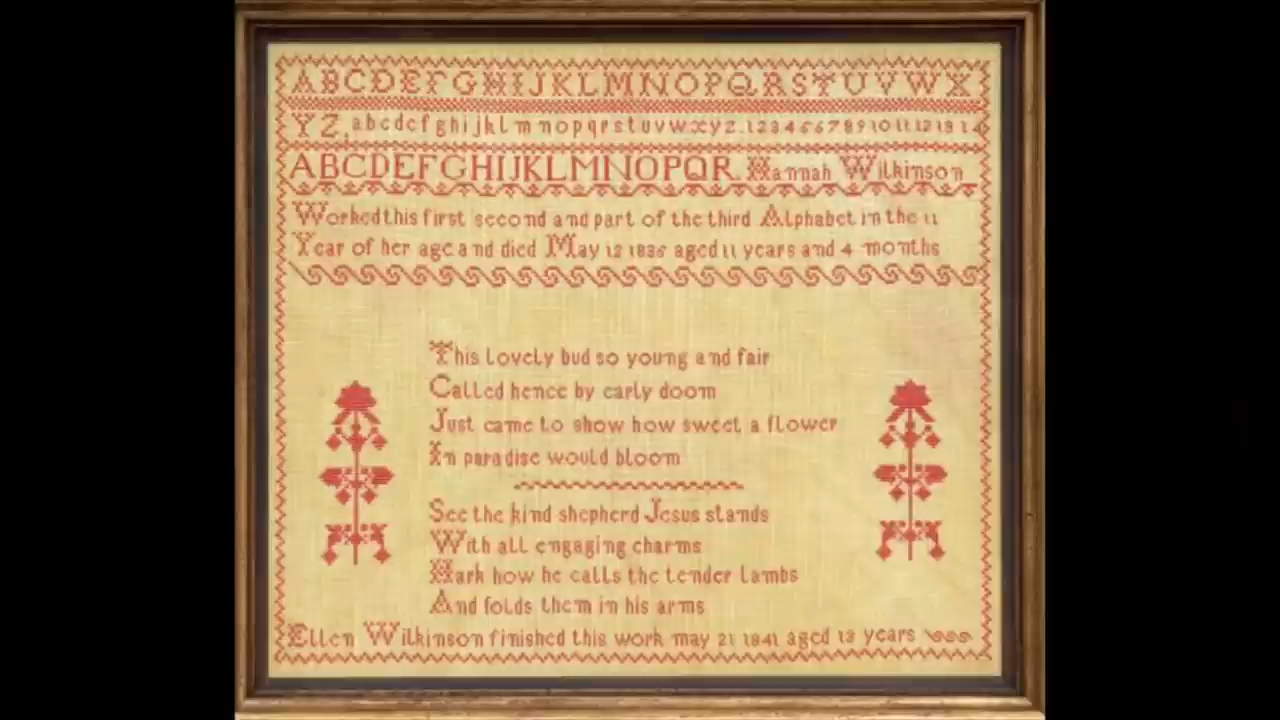 ABCDEFGHIJKLMNOPQRSTUVWX
YZ.abcdefghijklmnopqrstuvwxyz.1234567891011121314
ABCDEFGHIJKLMNOPQR Hannah Wilkinson
Worked this first second and part of the third Alphabet in the 11
Year of her age and died May 12 1835 aged 11 years and 4 months
This Lovely bud so young and fair
Called hence by early doom
Just came to show how sweet a flower
In paradise would bloom
See the kind shepherd Jesus stands
With all engaging charms
Hark how he calls the tender Lambs
And folds them in his arms
Ellen Wilkinson finished this work may 21 1841 aged 13 years